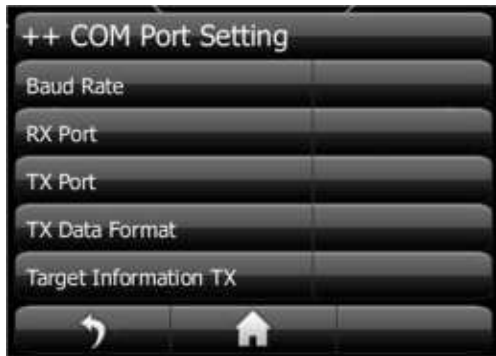 ++ COM Port Setting
Baud Rate
RX Port
TX Port
TX Data Format
Target Information TX